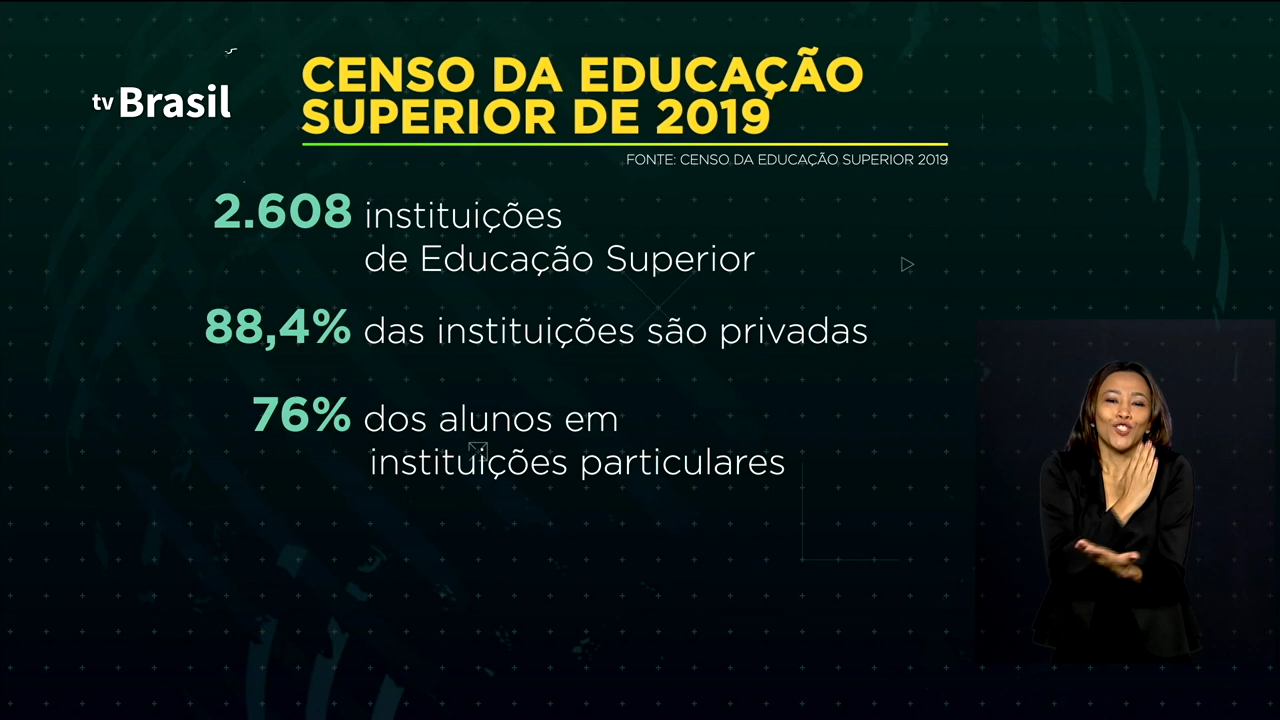 tv Brasil
CENSO DA EDUCAÇÃO
SUPERIOR DE 2019
FONTE: CENSO DA EDUCAÇÃO SUPERIOR 2019
2.608 instituições
de Educação Superior
88,4% das instituições são privadas
76% dos alunos em
instituições particulares